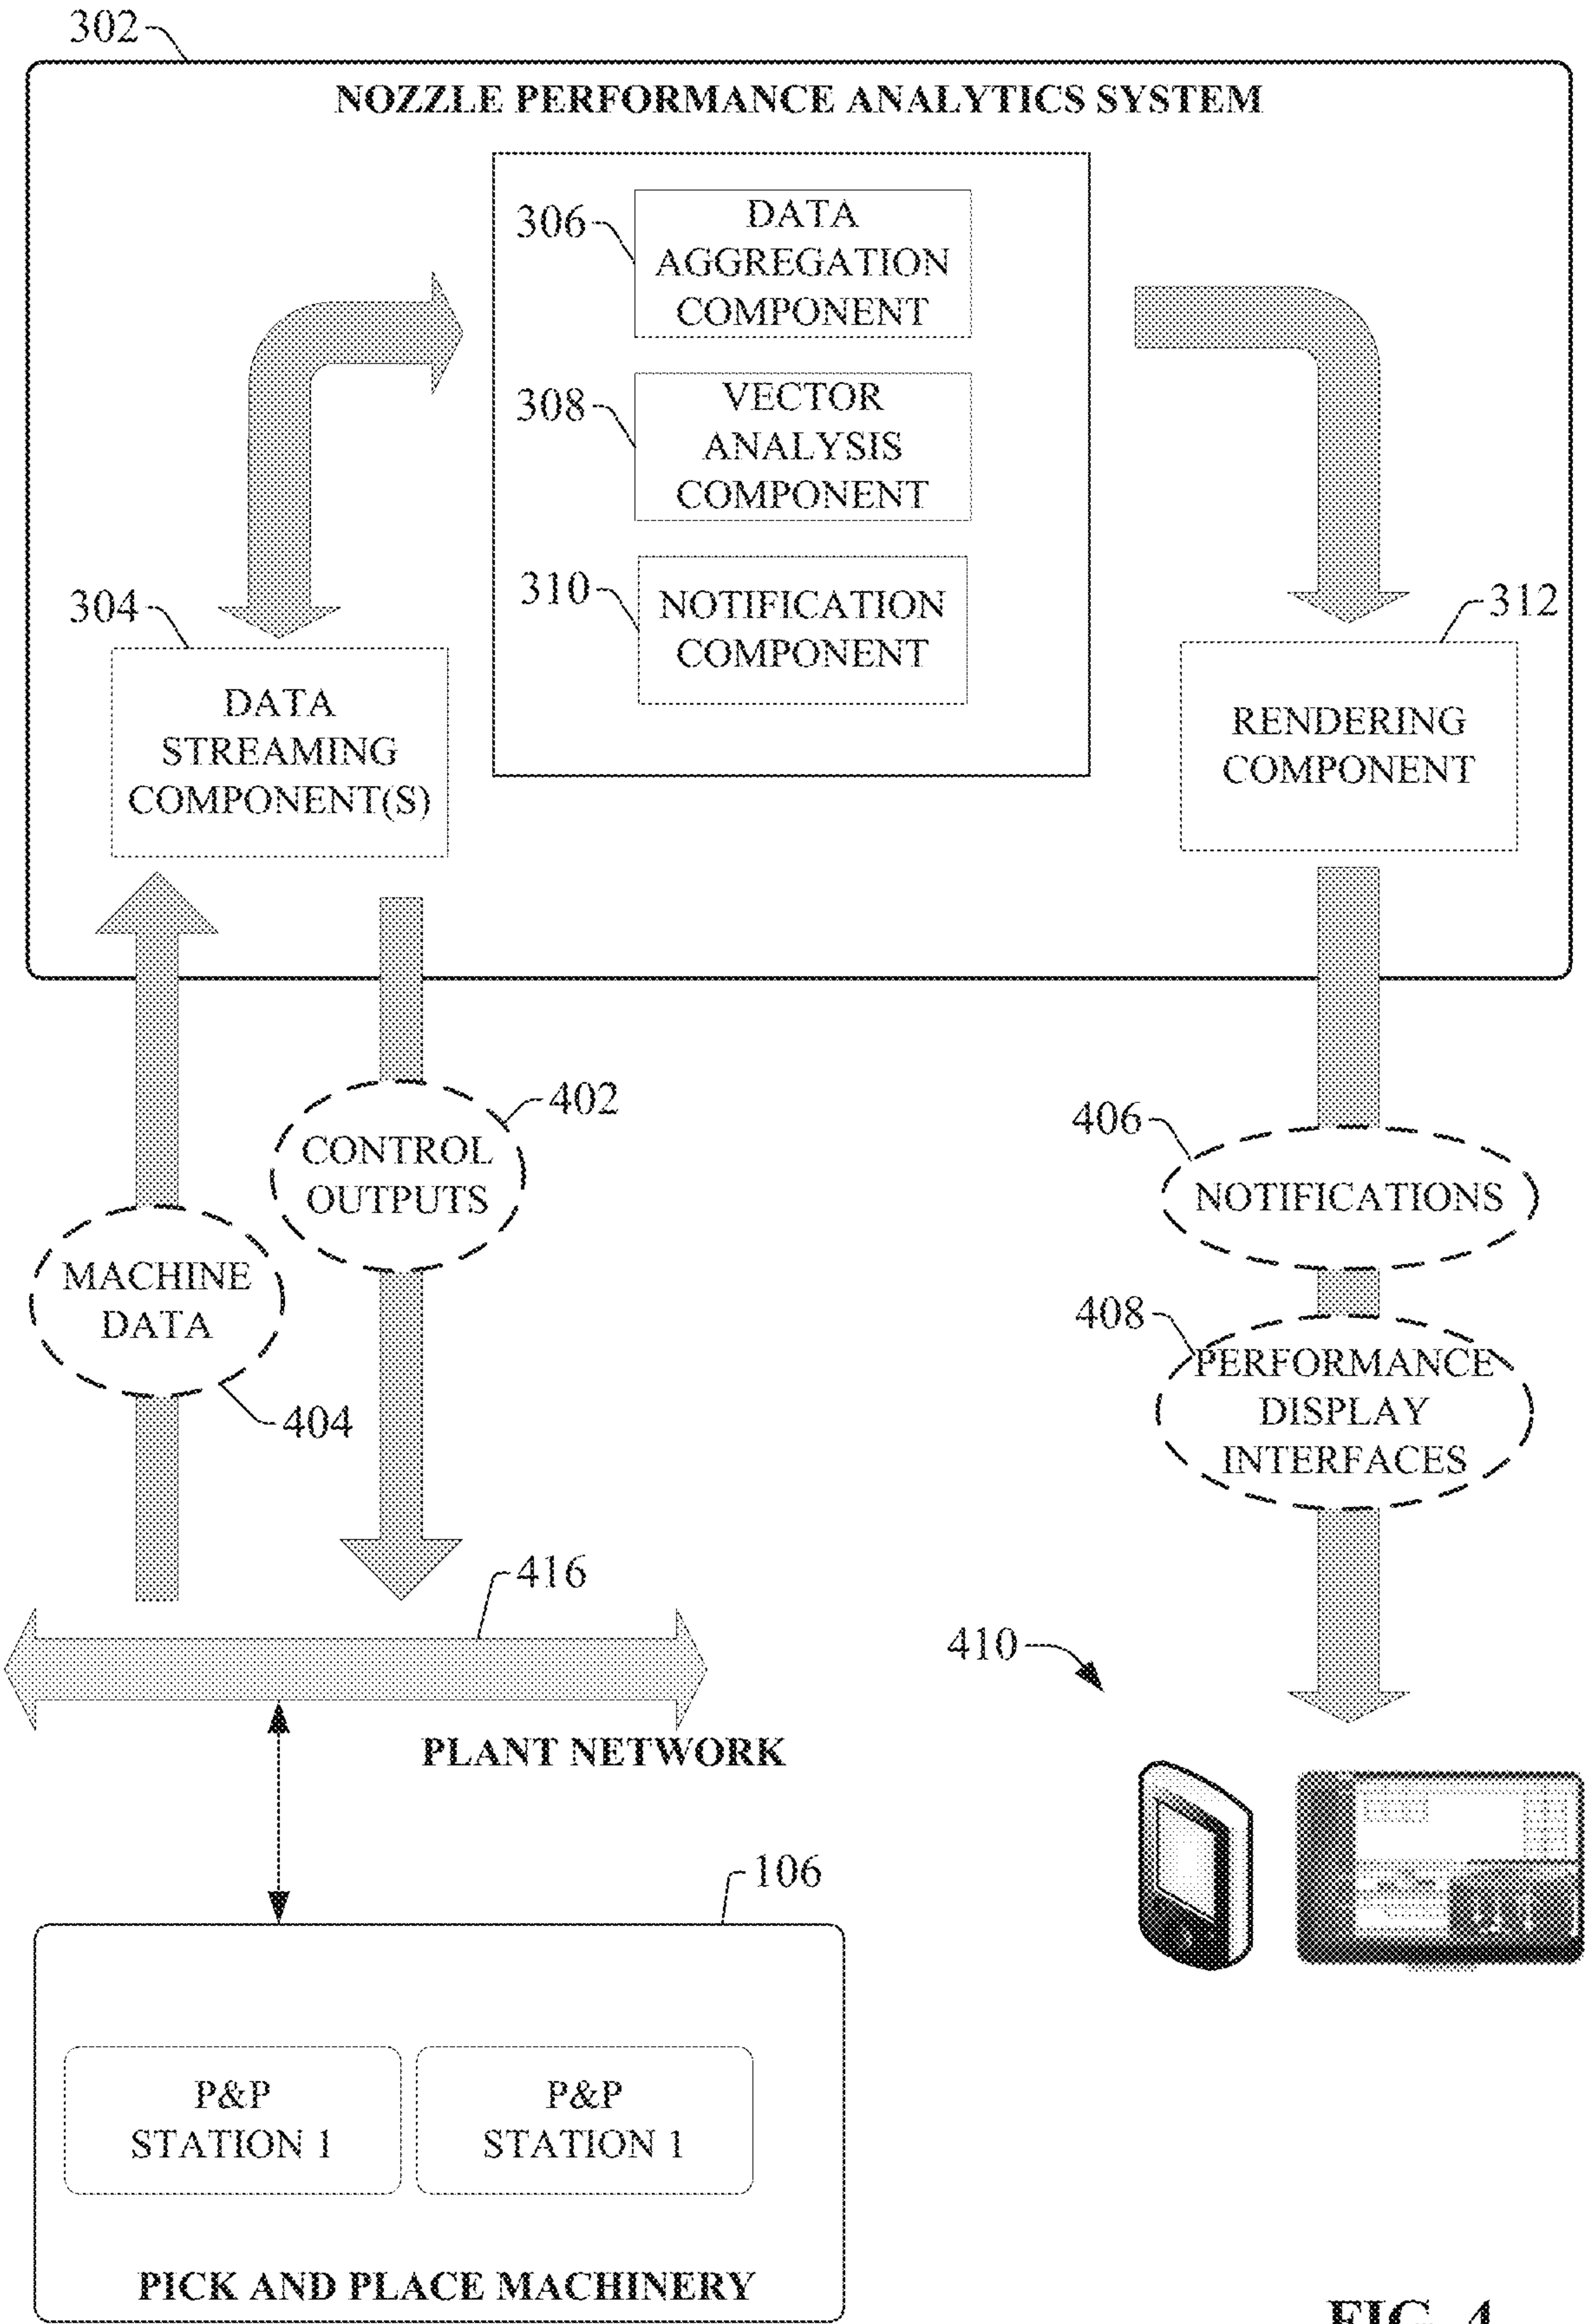 302
NOZZLE PERFORMANCE ANALYTICS SYSTEM
306
DATA
AGGREGATION
COMPONENT
308
VECTOR
ANALYSIS
COMPONENT
310
NOTIFICATION
COMPONENT
304
DATA
STREAMING
COMPONENT(S)
312
RENDERING
COMPONENT
402
CONTROL
OUTPUTS
MACHINE
DATA
404
406
NOTIFICATIONS
408
PERFORMANCE
DISPLAY
INTERFACES
416
410
PLANT NETWORK
106
P&P
STATION 1
P&P
STATION 1
PICK AND PLACE MACHINERY
FIG. 4